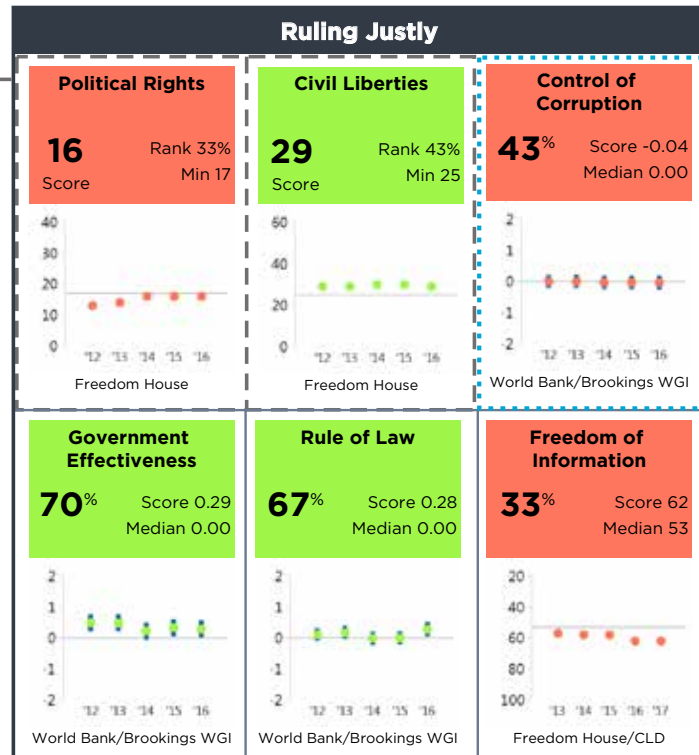 Ruling Justly
Political Rights
16
Score
Rank 33%
Min 17
40
30
20
10
0
'12 '13 '14 '15 '16
Freedom House
Civil Liberties
29
Score
Rank 43%
Min 25
60
40
20
0
'12 '13 '14 '15 '16
Freedom House
Control of
Corruption
43%
Score -0.04
Median 0.00
2
1
0
-1
-2
'12 '13 '14 '15 '16
World Bank/Brookings WGI
Government
Effectiveness
70%
Score 0.29
Median 0.00
2
1
0
-1
-2
'12 '13 '14 '15 '16
World Bank/Brookings WGI
Rule of Law
67%
Score 0.28
Median 0.00
2
1
0
-1
-2
'12 '13 '14 '15 '16
World Bank/Brookings WGI
Freedom of
Information
33%
Score 62
Median 53
20
40
60
80
100
'13 '14 '15 '16 '17
Freedom House/CLD